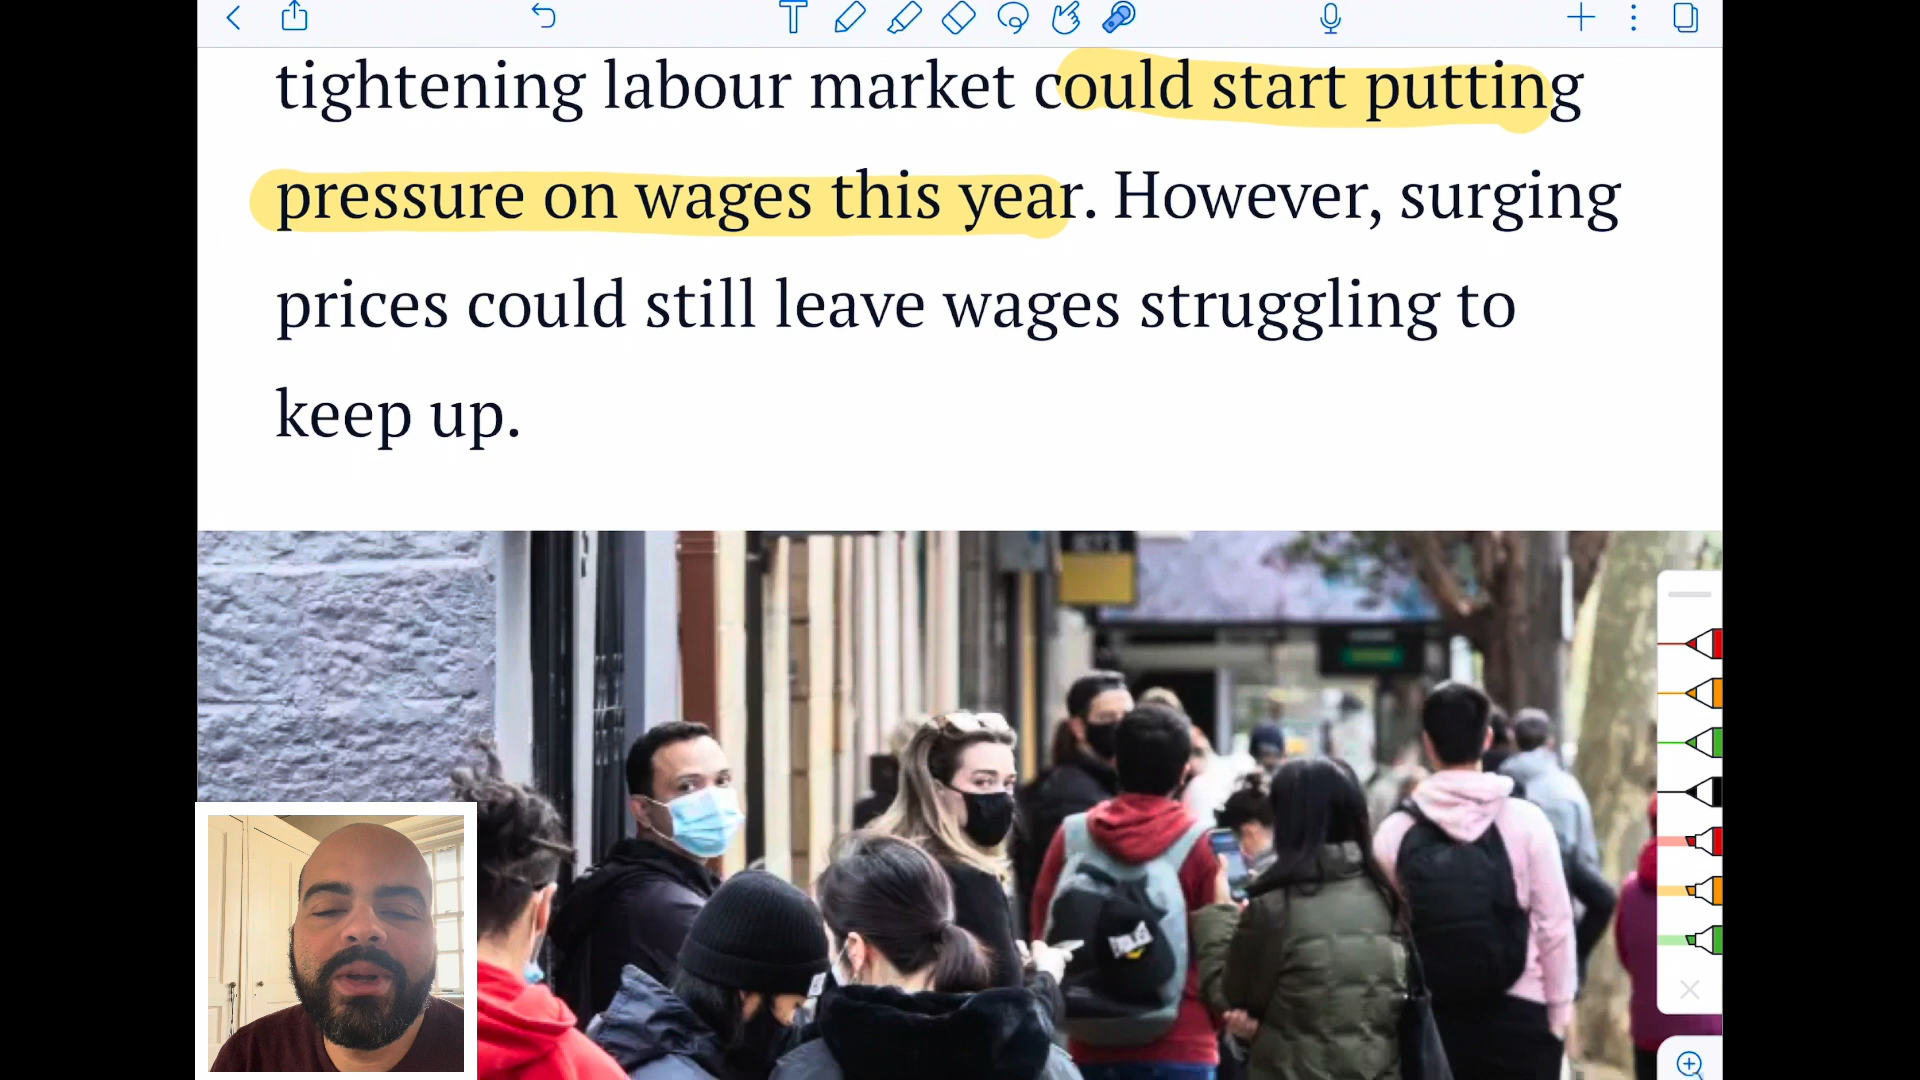 tightening labour market could start putting
pressure on wages this year. However, surging
prices could still leave wages struggling to
keep up.
EVERLAST